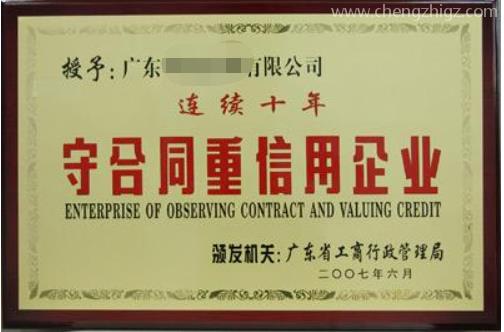 www.chengzhigz.com
授予:广东 有限公司
连续十年
守合同重信用企业
ENTERPRISE OF OBSERVING CONTRACT AND VALUING CREDIT
颁发机关:广东省工商行政管理局
二〇〇七年六月